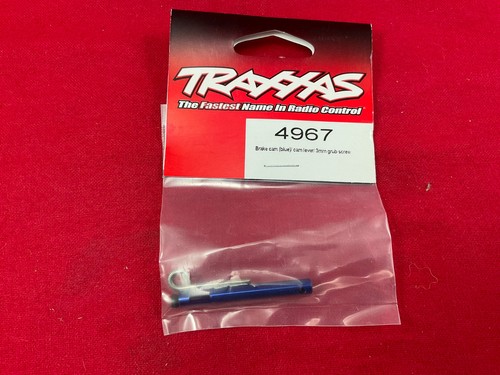 TRAXXAS
The Fastest Name In Radio Control
4967
Brake cam (blue)/ cam lever/ 3mm grub screw